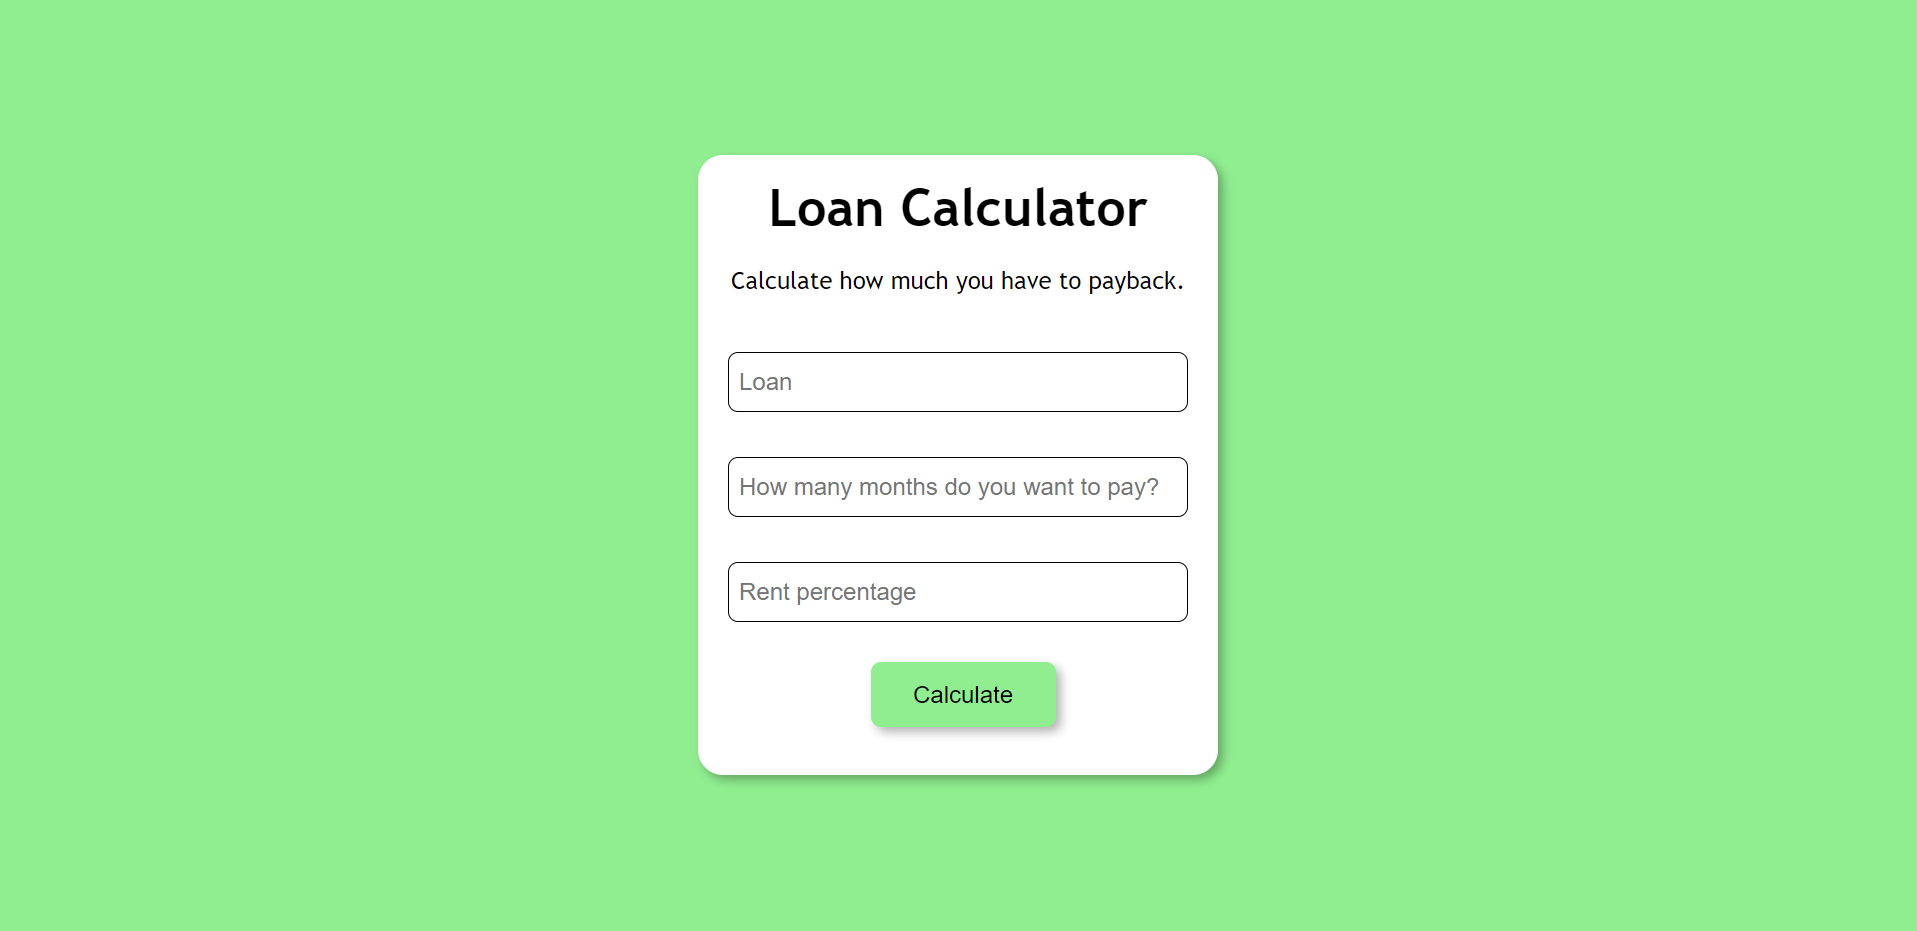 Loan Calculator
Calculate how much you have to payback.
Loan
How many months do you want to pay?
Rent percentage
Calculate